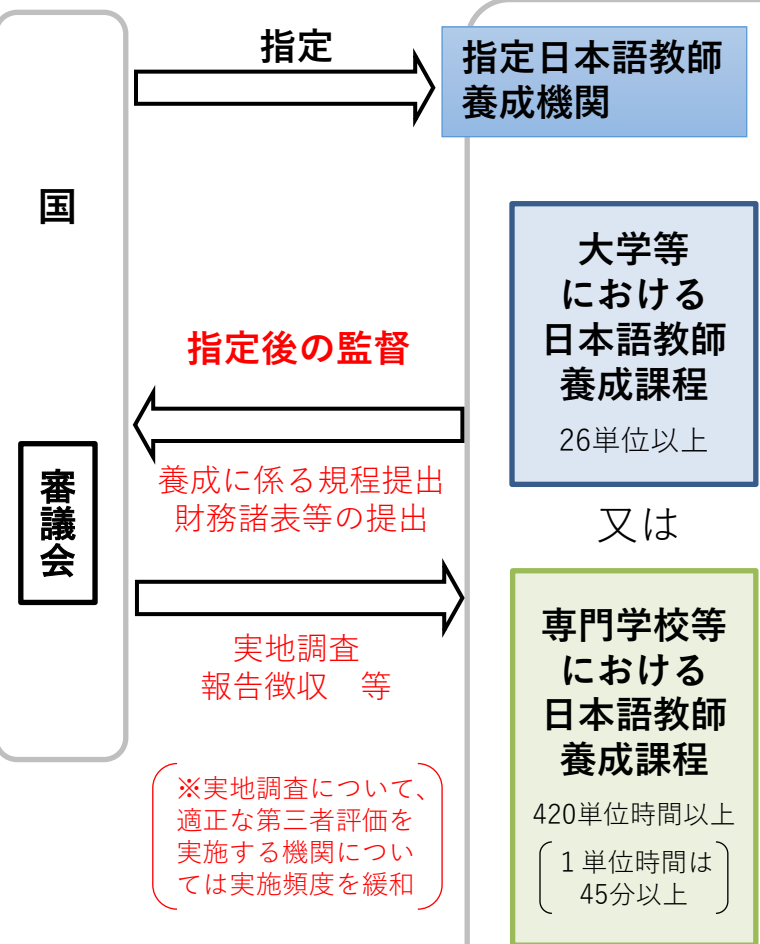 指定
指定日本語教師
養成機関
国
大学等
における
日本語教師
養成課程
26単位以上
指定後の監督
養成に係る規程提出
財務諸表等の提出
審議会
又は
実地調査
報告徴収　等
専門学校等
における
日本語教師
養成課程
420単位時間以上
１単位時間は
45分以上
※実地調査について、
適正な第三者評価を
実施する機関につい
ては実施頻度を緩和